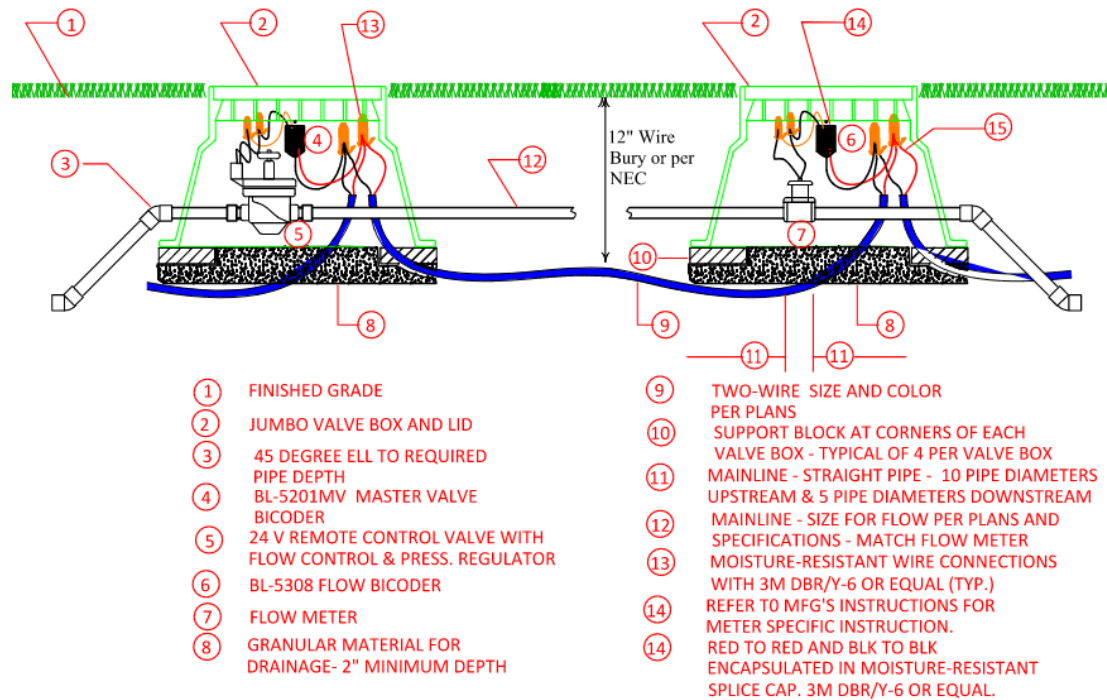 1
2
13
2
14
4
12" Wire
Bury or per
NEC
6
15
3
12
5
7
10
8
9
8
11
11
1 FINISHED GRADE
2 JUMBO VALVE BOX AND LID
3 45 DEGREE ELL TO REQUIRED
PIPE DEPTH
4 BL-5201MV MASTER VALVE
BICODER
5 24 V REMOTE CONTROL VALVE WITH
FLOW CONTROL & PRESS. REGULATOR
6 BL-5308 FLOW BICODER
7 FLOW METER
8 GRANULAR MATERIAL FOR
DRAINAGE- 2" MINIMUM DEPTH
9 TWO-WIRE SIZE AND COLOR
PER PLANS
10 SUPPORT BLOCK AT CORNERS OF EACH
VALVE BOX - TYPICAL OF 4 PER VALVE BOX
11 MAINLINE - STRAIGHT PIPE - 10 PIPE DIAMETERS
UPSTREAM & 5 PIPE DIAMETERS DOWNSTREAM
12 MAINLINE - SIZE FOR FLOW PER PLANS AND
SPECIFICATIONS - MATCH FLOW METER
13 MOISTURE-RESISTANT WIRE CONNECTIONS
WITH 3M DBR/Y-6 OR EQUAL (TYP.)
14 REFER T0 MFG'S INSTRUCTIONS FOR
METER SPECIFIC INSTRUCTION.
14 RED TO RED AND BLK TO BLK
ENCAPSULATED IN MOISTURE-RESISTANT
SPLICE CAP. 3M DBR/Y-6 OR EQUAL.